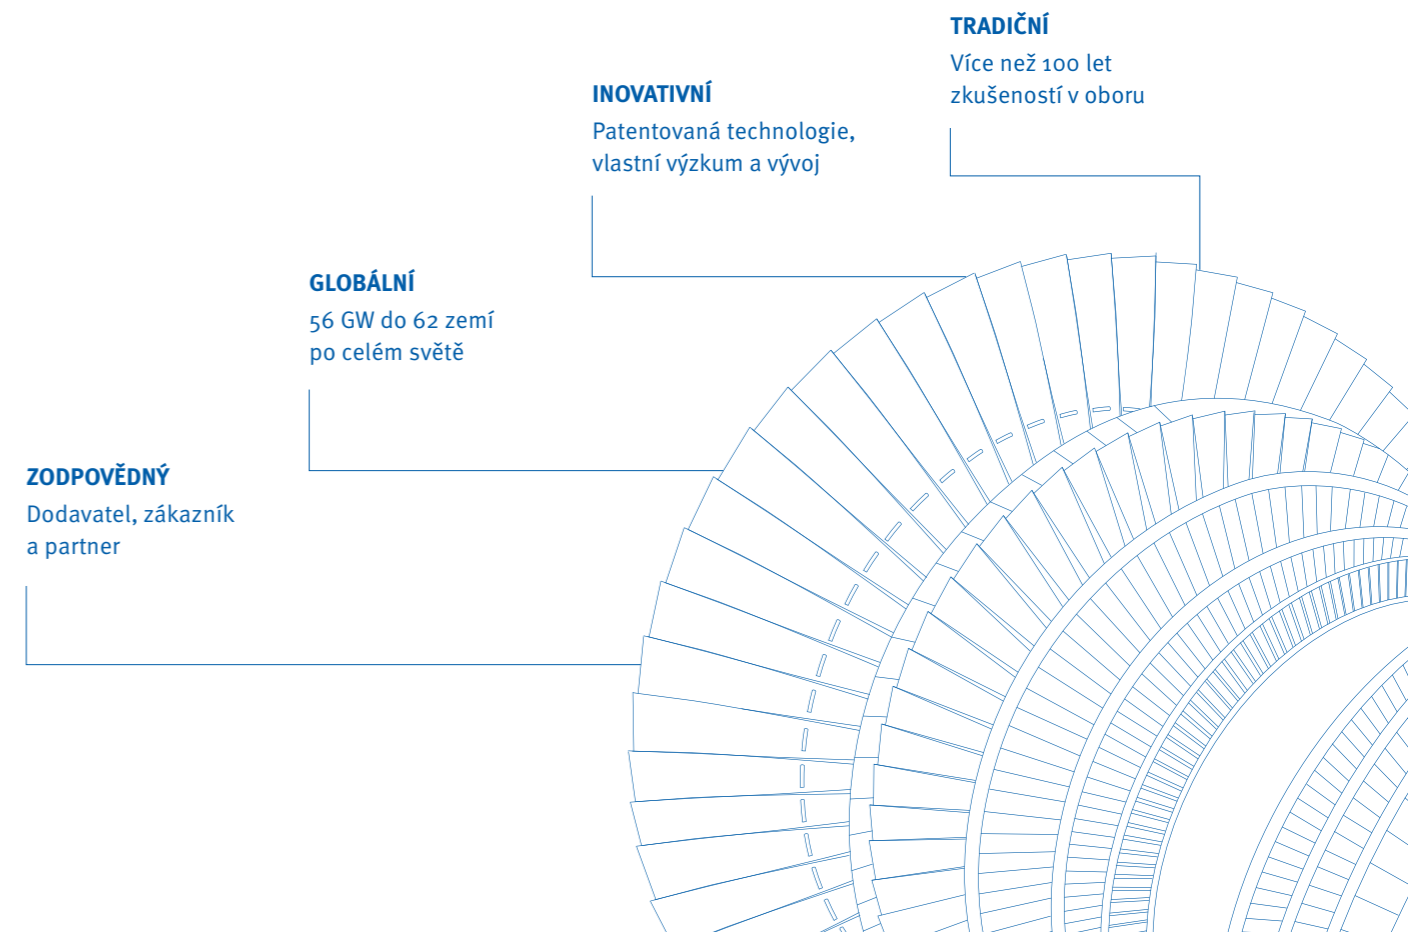 TRADIČNÍ
Více než 100 let
zkušeností v oboru
INOVATIVNÍ
Patentovaná technologie,
vlastní výzkum a vývoj
GLOBÁLNÍ
56 GW do 62 zemí
po celém světě
ZODPOVĚDNÝ
Dodavatel, zákazník
a partner